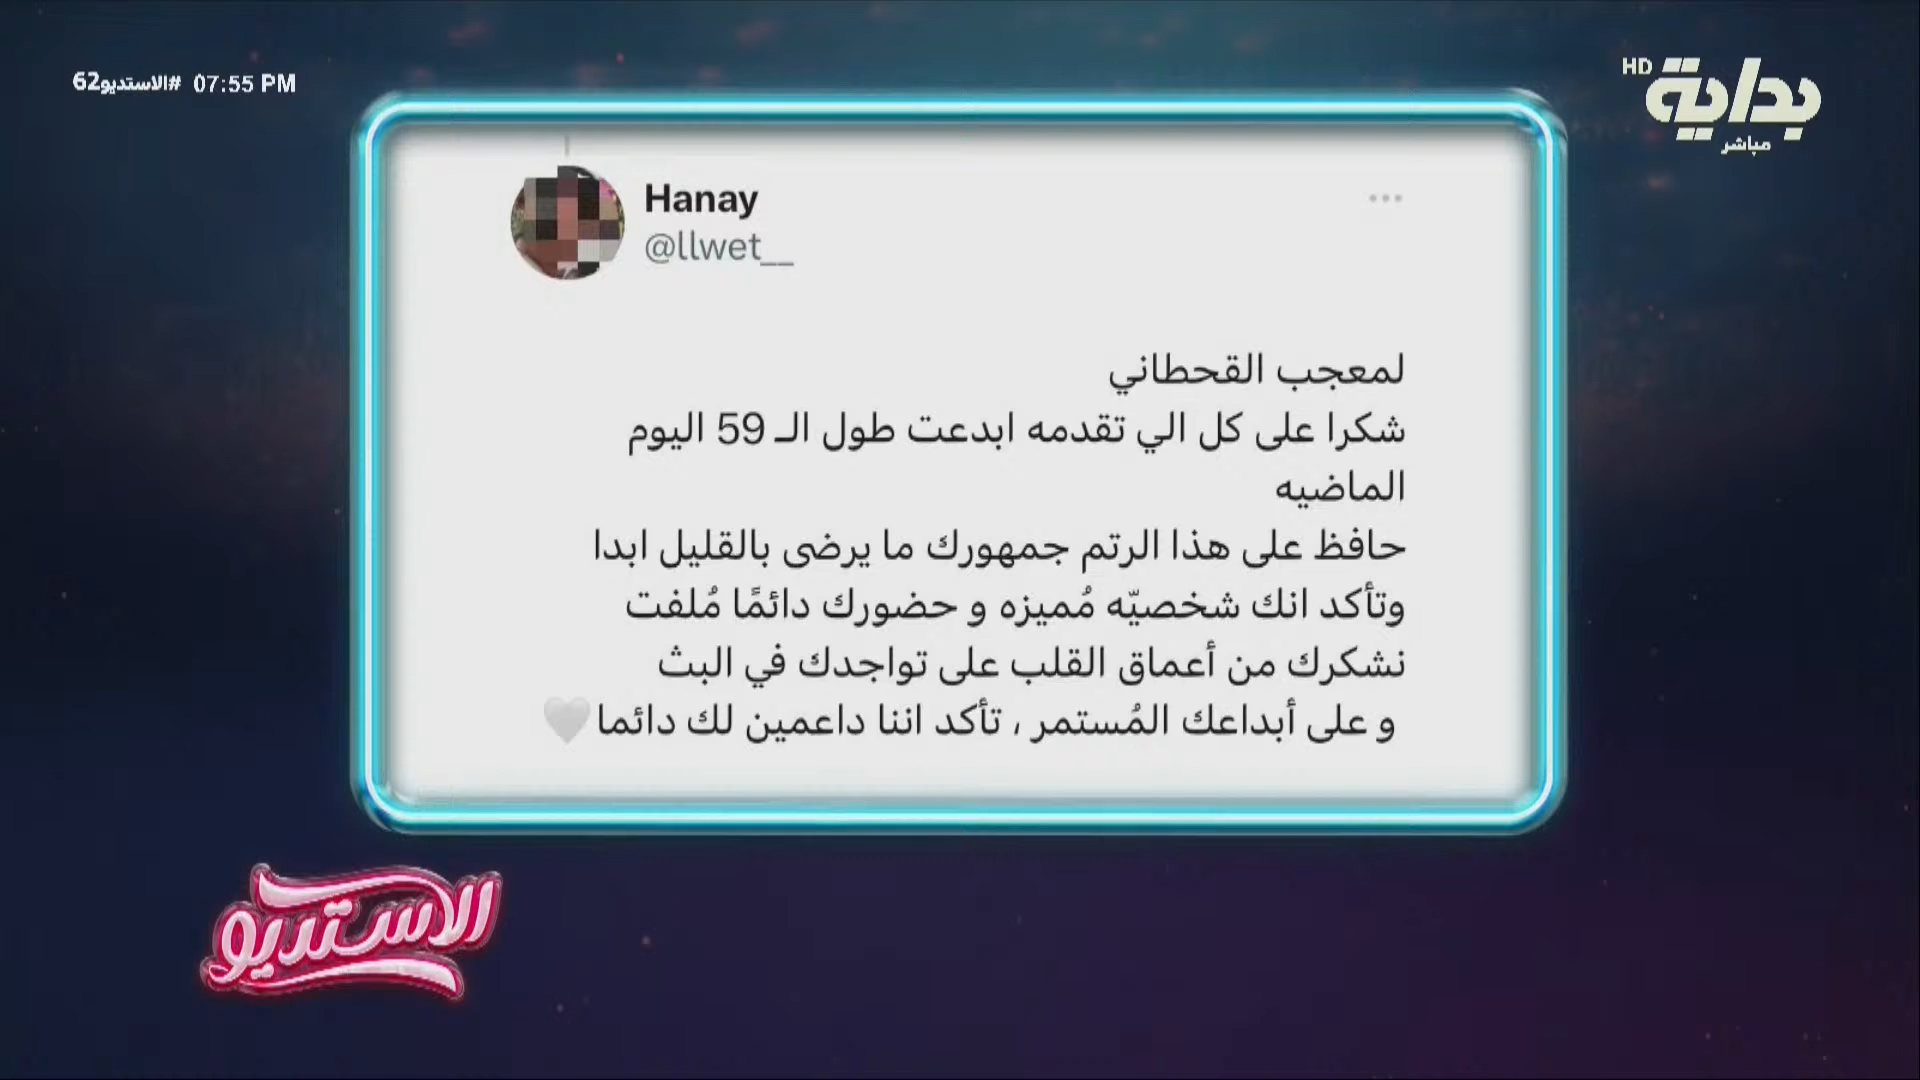 #الاستديو62 07:55 PM
HD
بداية
مباشر
Hanay
@llwet__
لمعجب القحطاني
شكرا على كل الي تقدمه ابدعت طول الـ 59 اليوم
الماضيه
حافظ على هذا الرتم جمهورك ما يرضى بالقليل ابدا
وتأكد انك شخصيّه مُميزه و حضورك دائمًا مُلفت
نشكرك من أعماق القلب على تواجدك في البث
و على أبداعك المُستمر ، تأكد اننا داعمين لك دائما🤍
الاستديو